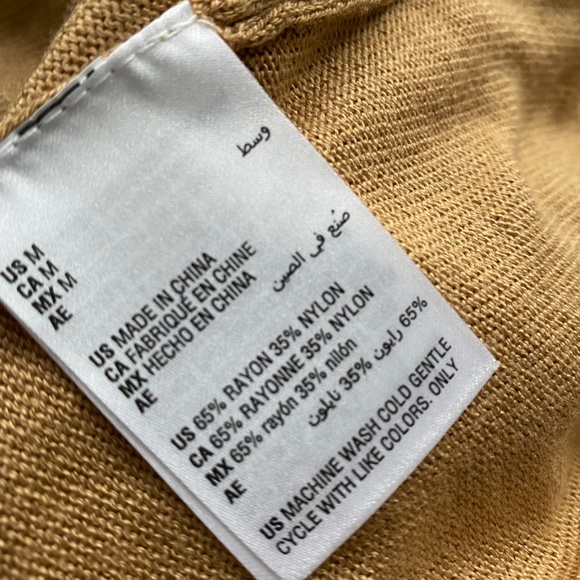 US M
CA M
MX M
AE وسط
US MADE IN CHINA
CA FABRIQUÉ EN CHINE
MX HECHO EN CHINA
AE صُنع في الصين
US 65% RAYON 35% NYLON
CA 65% RAYONNE 35% NYLON
MX 65% rayón 35% nilón
AE 65% رايون 35% نايلون
US MACHINE WASH COLD GENTLE
CYCLE WITH LIKE COLORS. ONLY